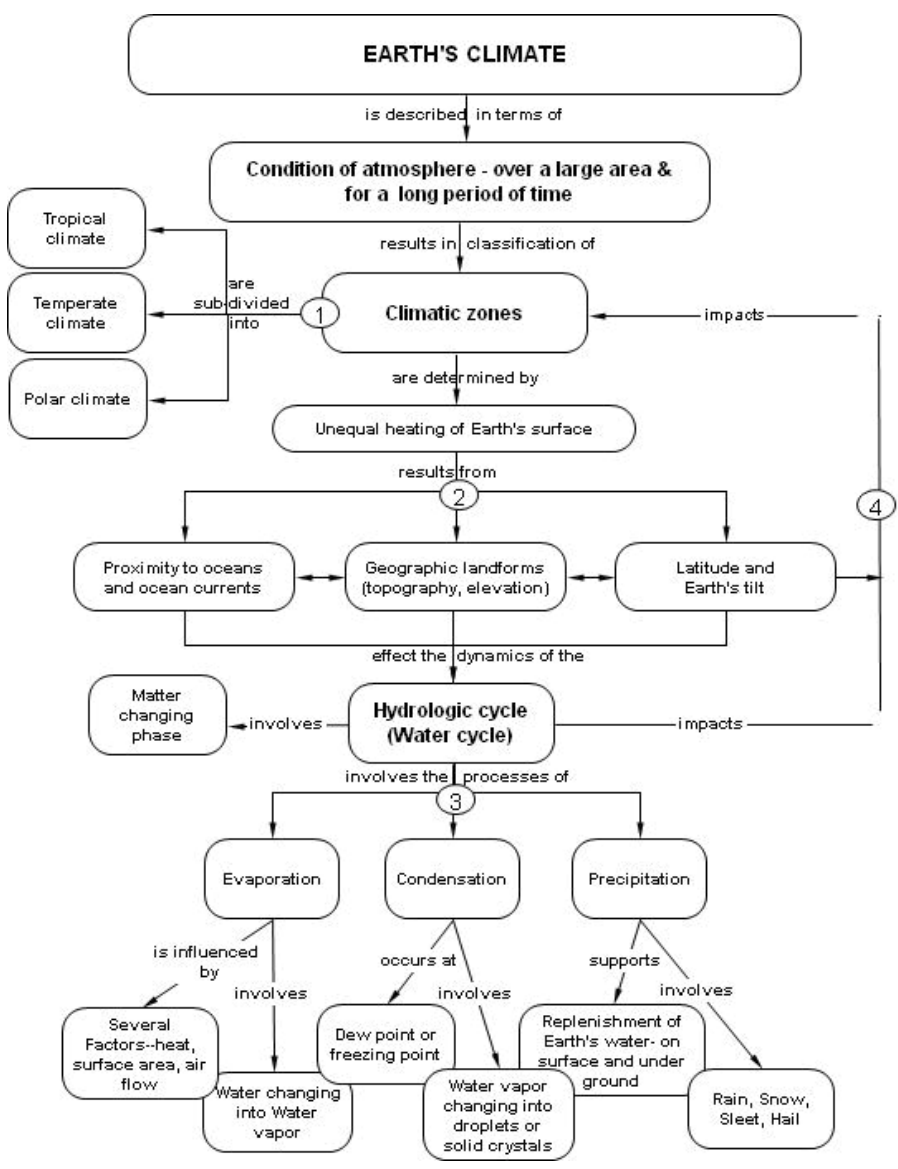 EARTH'S CLIMATE
is described in terms of
Condition of atmosphere - over a large area &
for a long period of time
results in classification of
Tropical
climate
Temperate
climate
Polar climate
are
sub-divided
into
1
Climatic zones
impacts
are determined by
Unequal heating of Earth's surface
results from
2
4
Proximity to oceans
and ocean currents
Geographic landforms
(topography, elevation)
Latitude and
Earth's tilt
effect the dynamics of the
Matter
changing
phase
involves
Hydrologic cycle
(Water cycle)
impacts
involves the processes of
3
Evaporation
Condensation
Precipitation
is influenced
by
involves
occurs at
involves
supports
involves
Several
Factors--heat,
surface area, air
flow
Water changing
into Water
vapor
Dew point or
freezing point
Water vapor
changing into
droplets or
solid crystals
Replenishment of
Earth's water- on
surface and under
ground
Rain, Snow,
Sleet, Hail